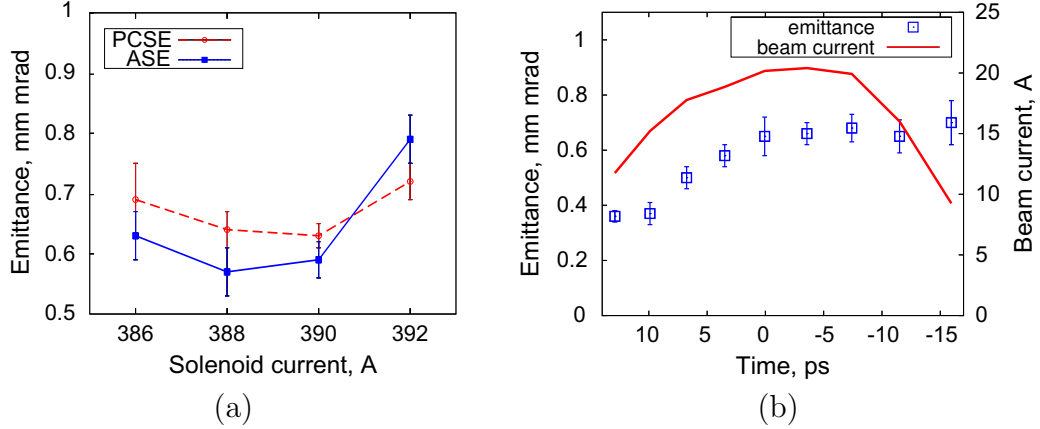 1
0.9
0.8
0.7
0.6
0.5
386 388 390 392
Emittance, mm mrad
Solenoid current, A
PCSE
ASE
(a)
1
0.8
0.6
0.4
0.2
0
10 5 0 -5 -10 -15
25
20
15
10
5
0
Emittance, mm mrad
Beam current, A
Time, ps
emittance
beam current
(b)